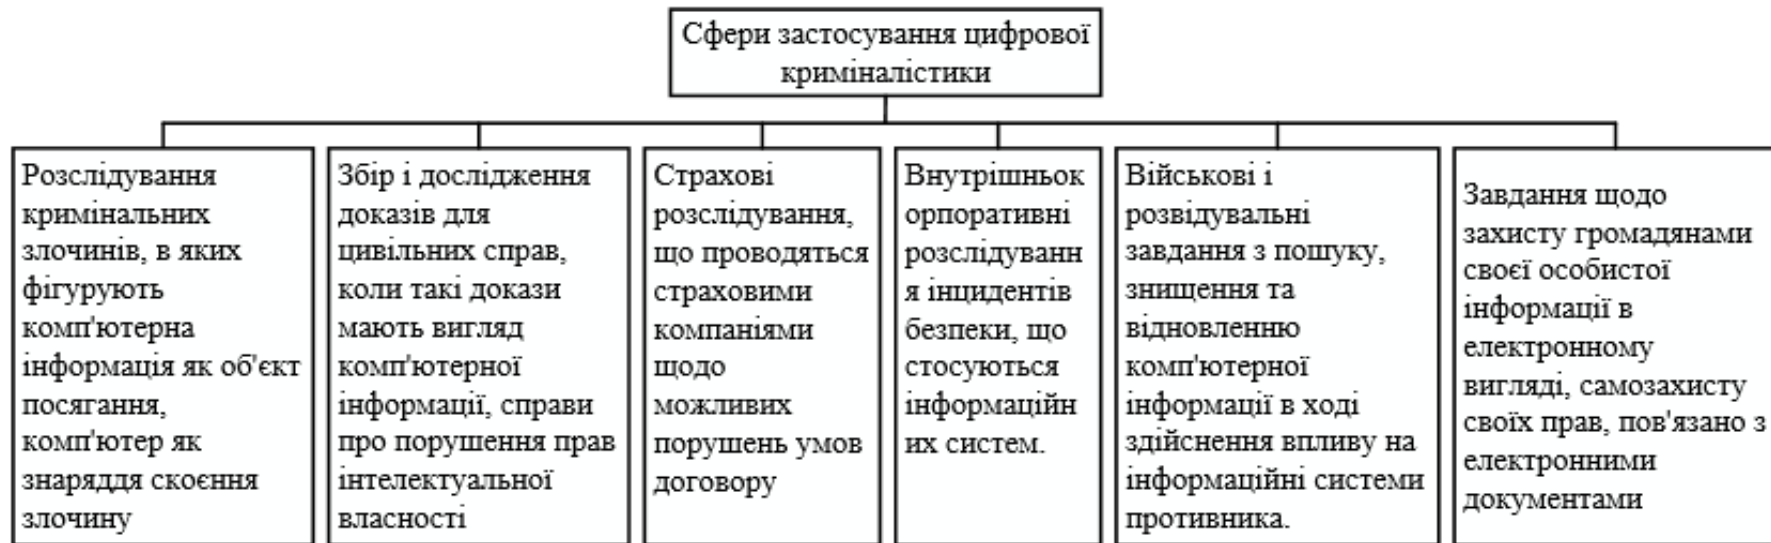 Сфери застосування цифрової
криміналістики
Розслідування
кримінальних
злочинів, в яких
фігурують
комп'ютерна
інформація як об'єкт
посягання,
комп'ютер як
знаряддя скоєння
злочину
Збір і дослідження
доказів для
цивільних справ,
коли такі докази
мають вигляд
комп'ютерної
інформації, справи
про порушення прав
інтелектуальної
власності
Страхові
розслідування,
що проводяться
страховими
компаніями
щодо
можливих
порушень умов
договору
Внутрішньок
орпоративні
розслідуванн
я інцидентів
безпеки, що
стосуються
інформаційн
их систем.
Військові і
розвідувальні
завдання з пошуку,
знищення та
відновленню
комп'ютерної
інформації в ході
здійснення впливу на
інформаційні системи
противника.
Завдання щодо
захисту громадянами
своєї особистої
інформації в
електронному
вигляді, самозахисту
своїх прав, пов'язано з
електронними
документами